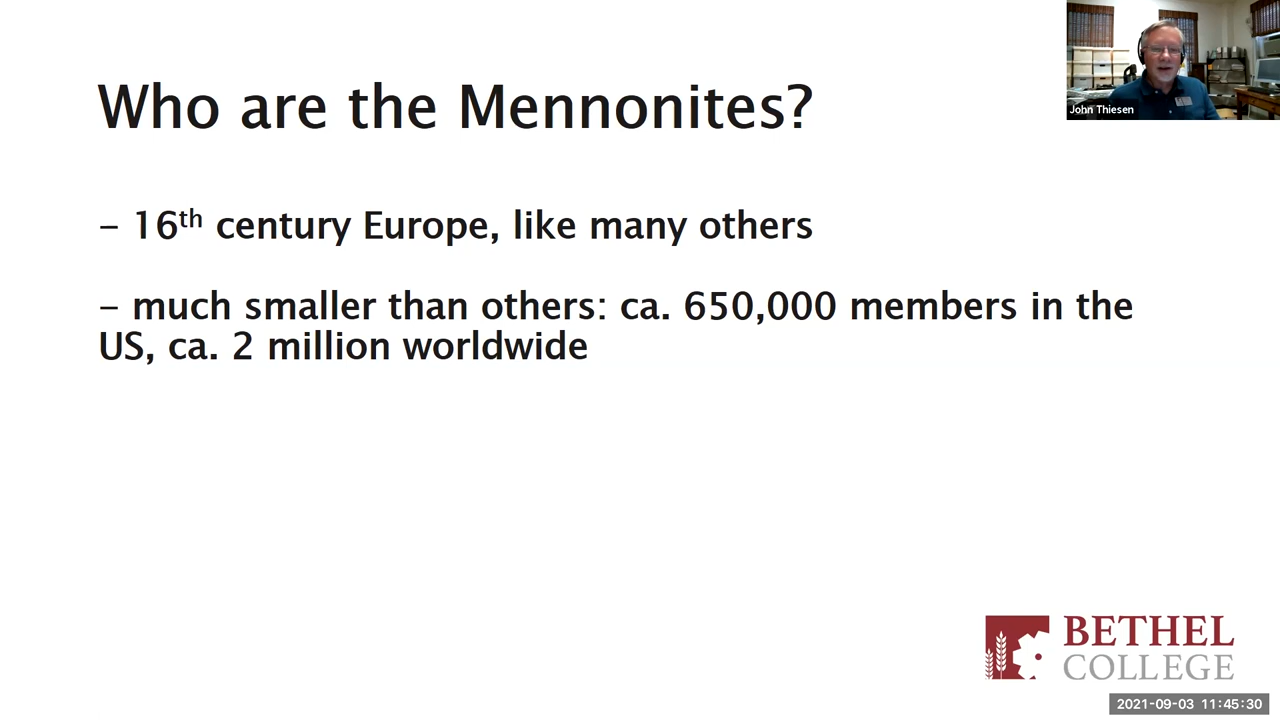 John Thiesen
Who are the Mennonites?
– 16th century Europe, like many others
– much smaller than others: ca. 650,000 members in the
US, ca. 2 million worldwide
BETHEL
COLLEGE
2021-09-03 11:45:30